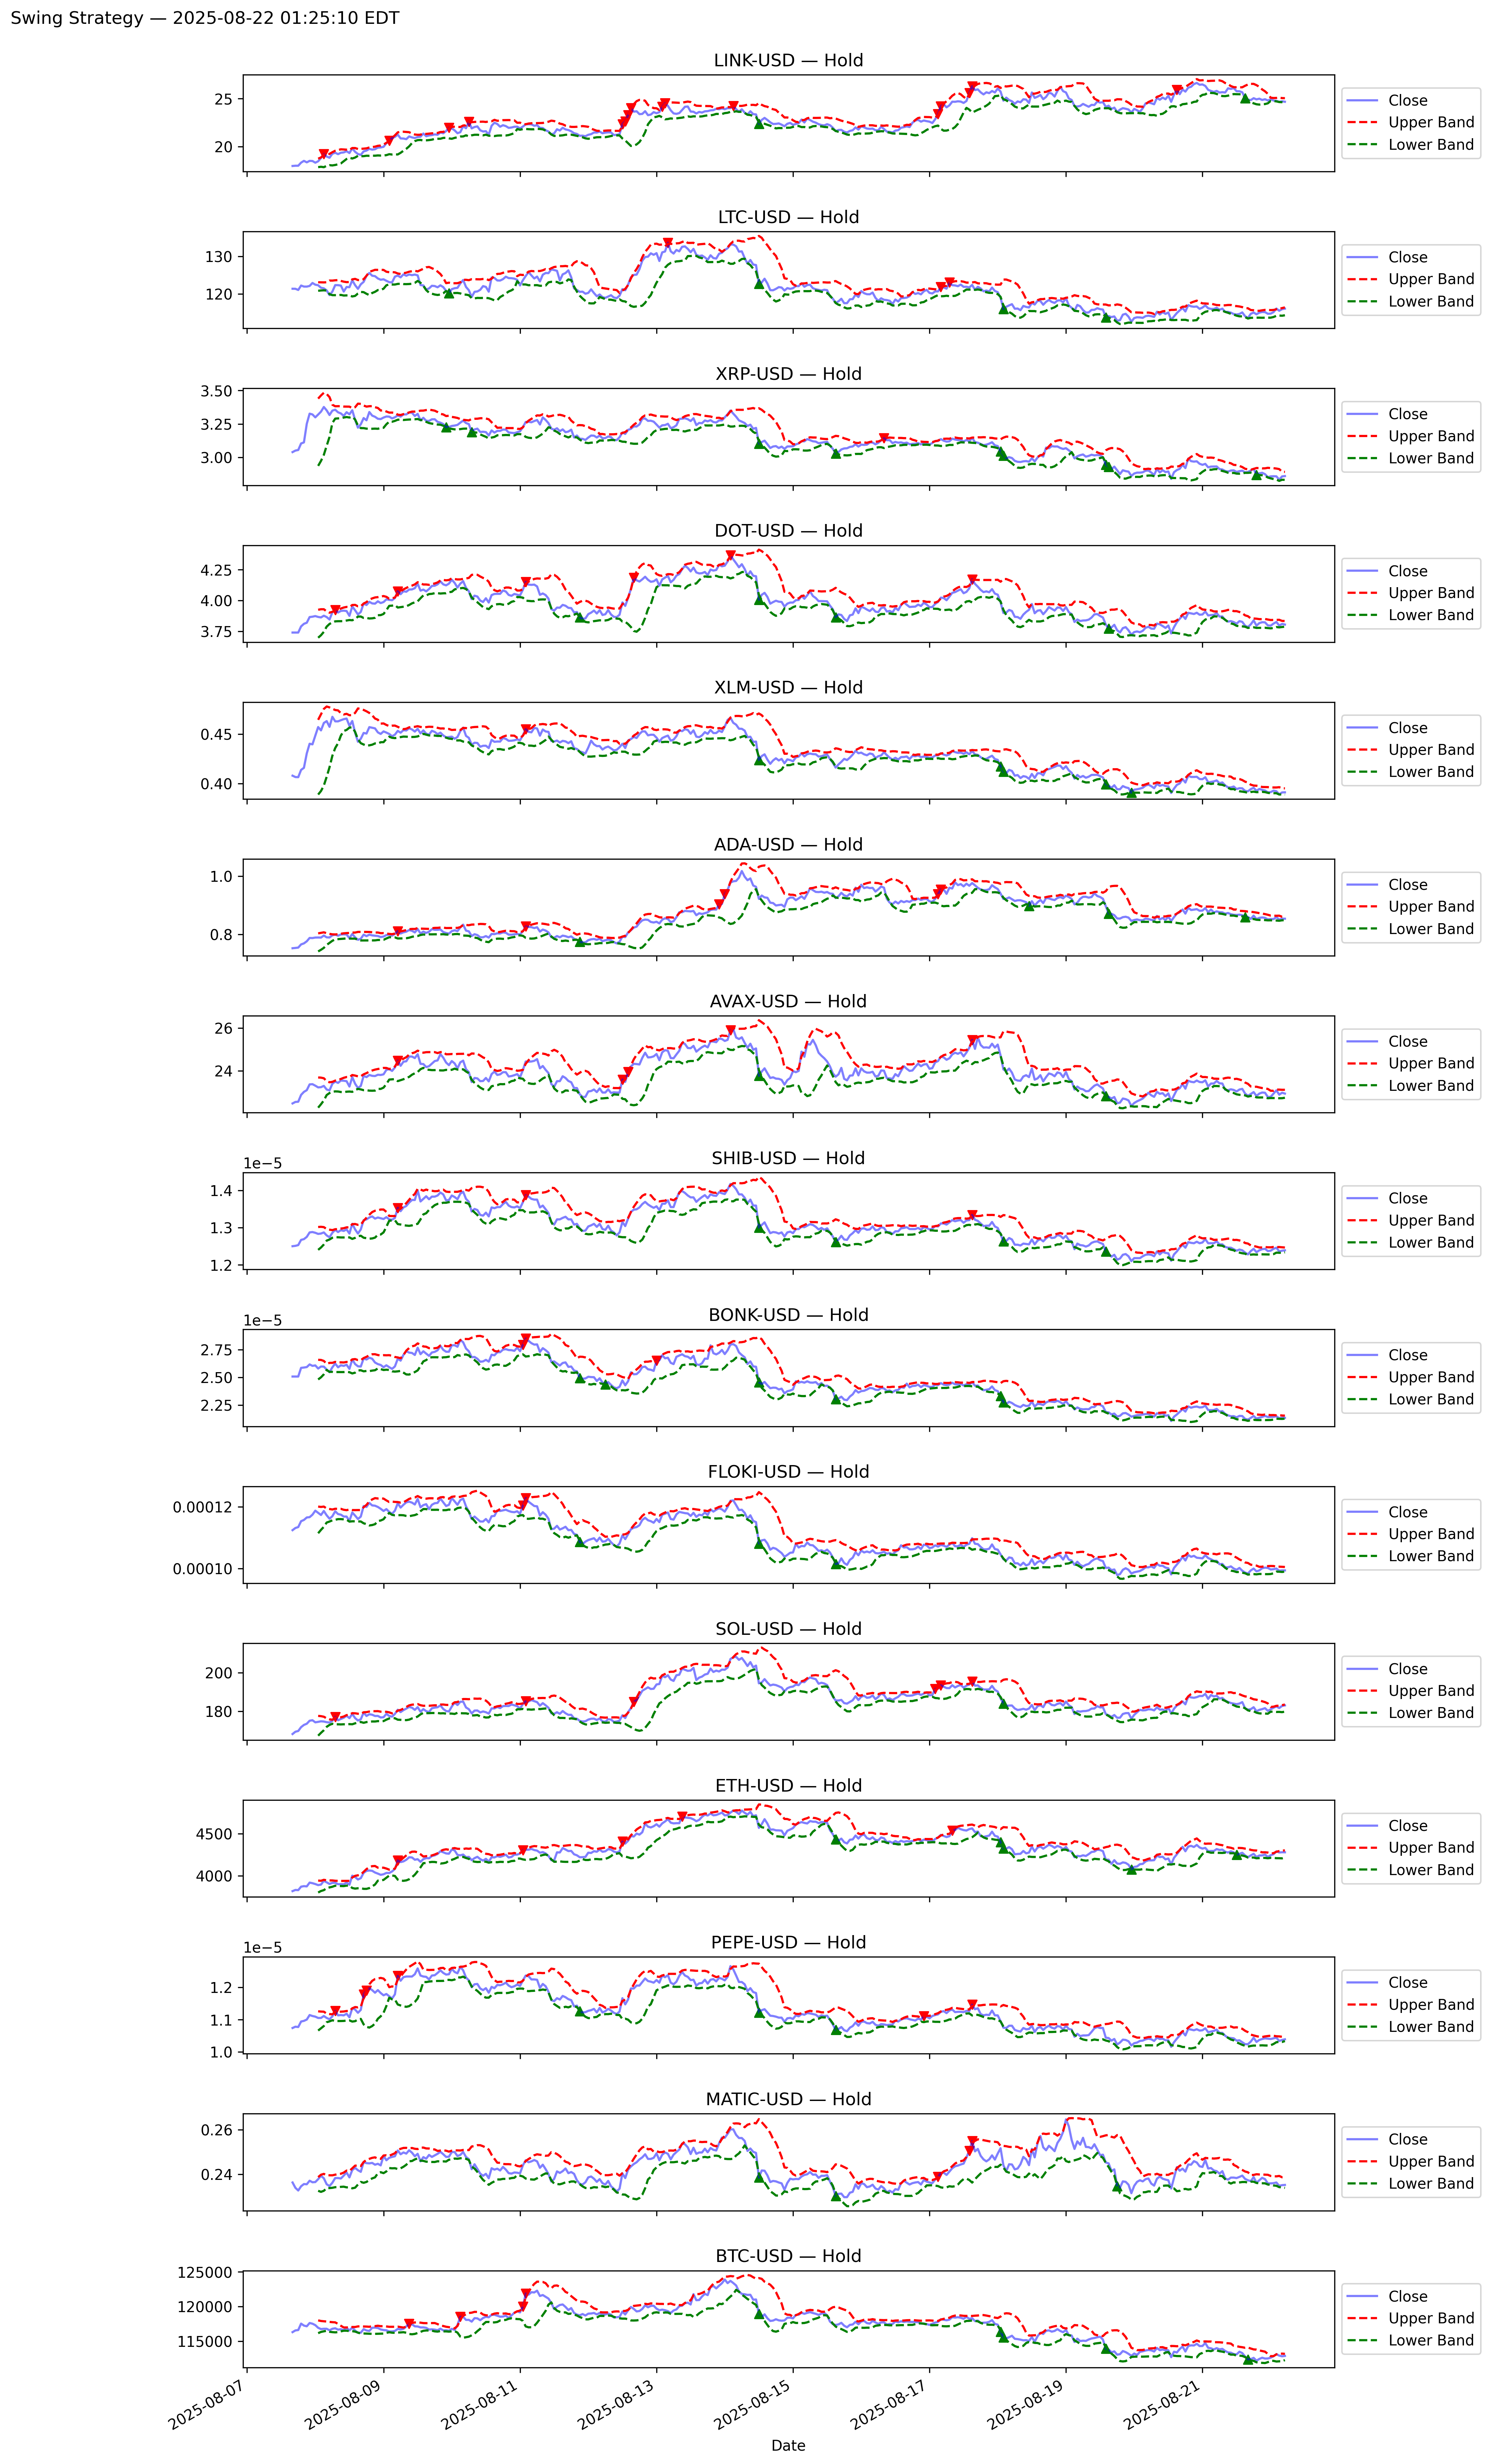 Swing Strategy — 2025-08-22 01:25:10 EDT
LINK-USD — Hold
25
20
Close
Upper Band
Lower Band
LTC-USD — Hold
130
120
Close
Upper Band
Lower Band
XRP-USD — Hold
3.50
3.25
3.00
Close
Upper Band
Lower Band
DOT-USD — Hold
4.25
4.00
3.75
Close
Upper Band
Lower Band
XLM-USD — Hold
0.45
0.40
Close
Upper Band
Lower Band
ADA-USD — Hold
1.0
0.8
Close
Upper Band
Lower Band
AVAX-USD — Hold
26
24
Close
Upper Band
Lower Band
SHIB-USD — Hold
1e−5
1.4
1.3
1.2
Close
Upper Band
Lower Band
BONK-USD — Hold
1e−5
2.75
2.50
2.25
Close
Upper Band
Lower Band
FLOKI-USD — Hold
0.00012
0.00010
Close
Upper Band
Lower Band
SOL-USD — Hold
200
180
Close
Upper Band
Lower Band
ETH-USD — Hold
4500
4000
Close
Upper Band
Lower Band
PEPE-USD — Hold
1e−5
1.2
1.1
1.0
Close
Upper Band
Lower Band
MATIC-USD — Hold
0.26
0.24
Close
Upper Band
Lower Band
BTC-USD — Hold
125000
120000
115000
Close
Upper Band
Lower Band
2025-08-07
2025-08-09
2025-08-11
2025-08-13
2025-08-15
2025-08-17
2025-08-19
2025-08-21
Date